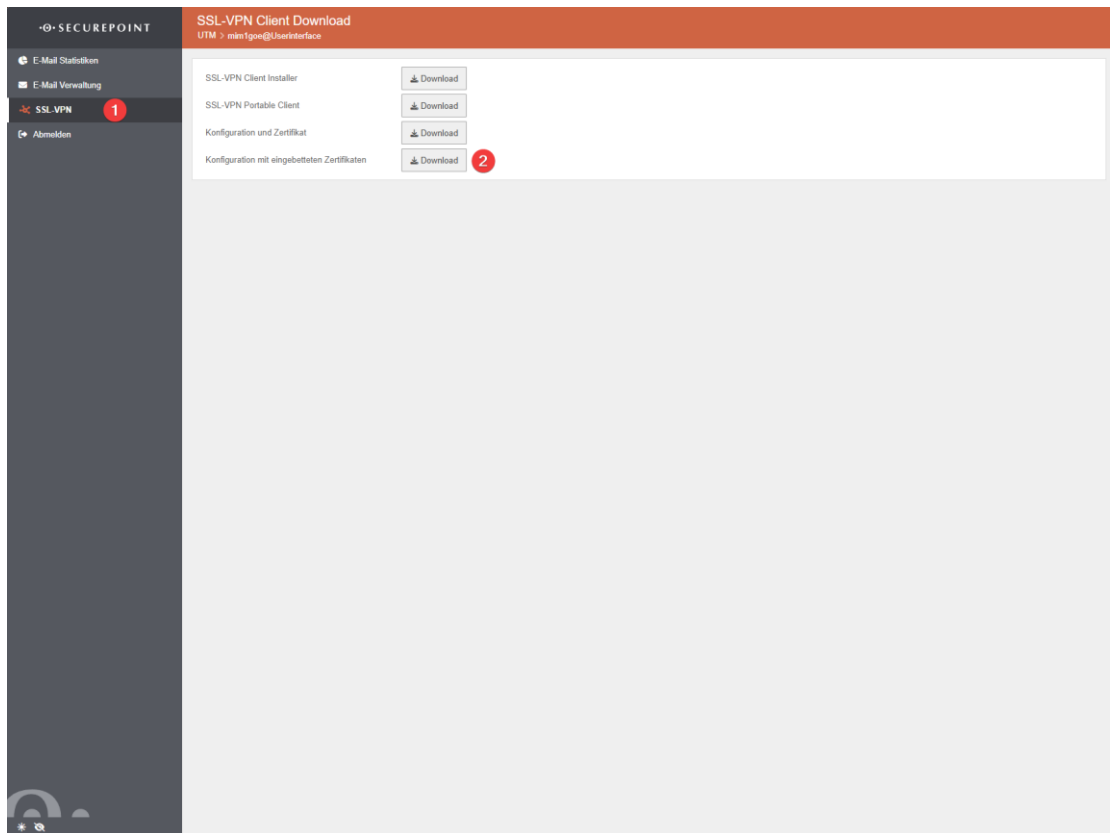 SECUREPOINT
SSL-VPN Client Download
UTM > mim1goe@Userinterface
E-Mail Statistiken
E-Mail Verwaltung
SSL-VPN 1
Abmelden
SSL-VPN Client Installer Download
SSL-VPN Portable Client Download
Konfiguration und Zertifikat Download
Konfiguration mit eingebetteten Zertifikaten Download 2